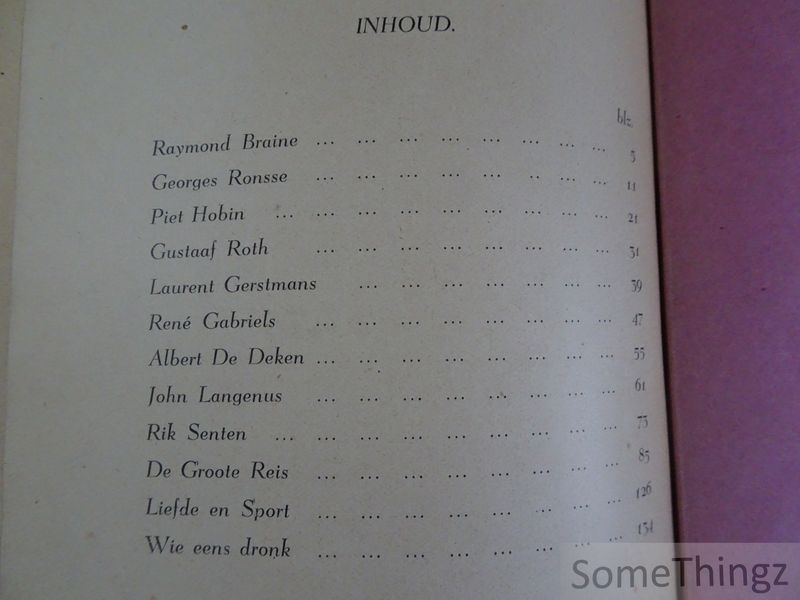 INHOUD.
blz.
Raymond Braine ... ... ... ... ... ... ... ... 5
Georges Ronsse ... ... ... ... ... .. ... ... 11
Piet Hobin ... ... ... ... ... ... ... ... ... 21
Gustaaf Roth ... ... ... ... ... ... ... ... 31
Laurent Gerstmans ... ... ... ... ... ... ... 39
René Gabriels ... ... ... ... ... ... ... ... 47
Albert De Deken ... ... ... ... ... ... ... ... 55
John Langenus ... ... ... ... ... ... ... ... 61
Rik Senten ... ... ... ... ... ... ... ... ... 75
De Groote Reis ... ... ... ... ... ... ... ... 85
Liefde en Sport ... ... ... ... ... ... ... ... 126
Wie eens dronk ... ... ... ... ... ... ... ...
SomeThingz